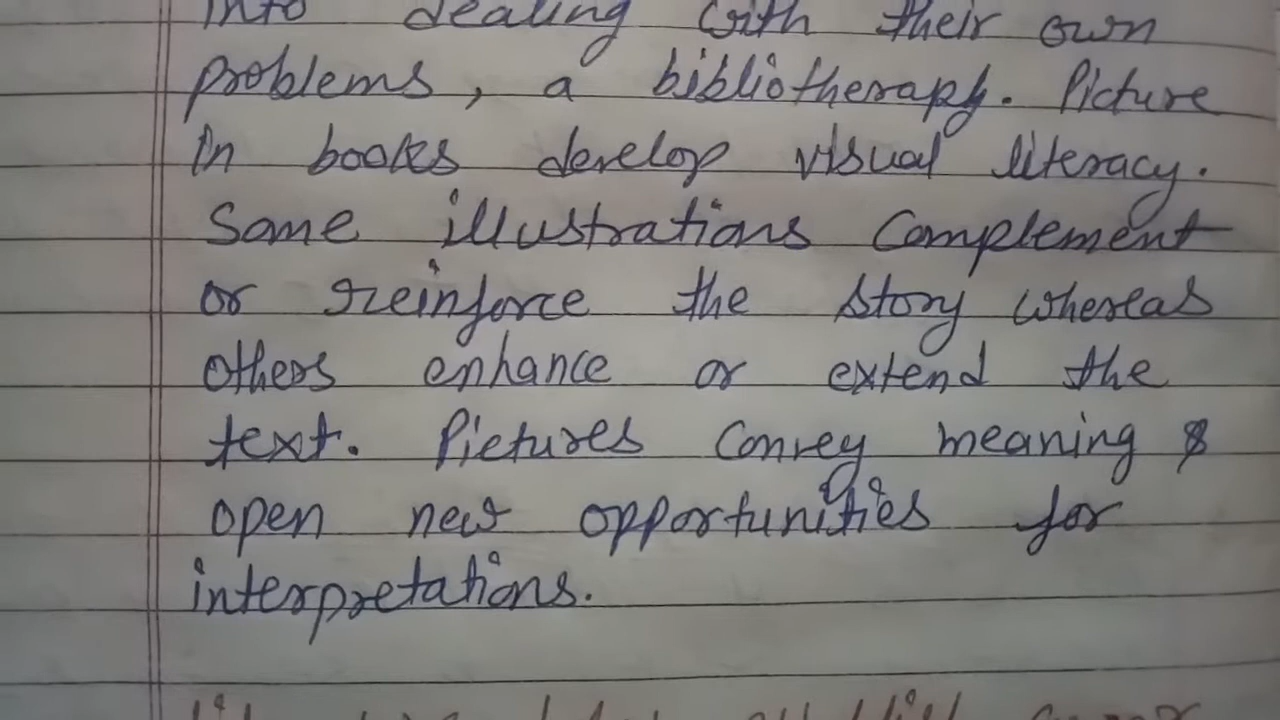 into dealing with their own
problems, a bibliotherapy. Picture
in books develop visual literacy.
Some illustrations complement
or reinforce the story whereas
others enhance or extend the
text. Pictures convey meaning &
open new opportunities for
interpretations.